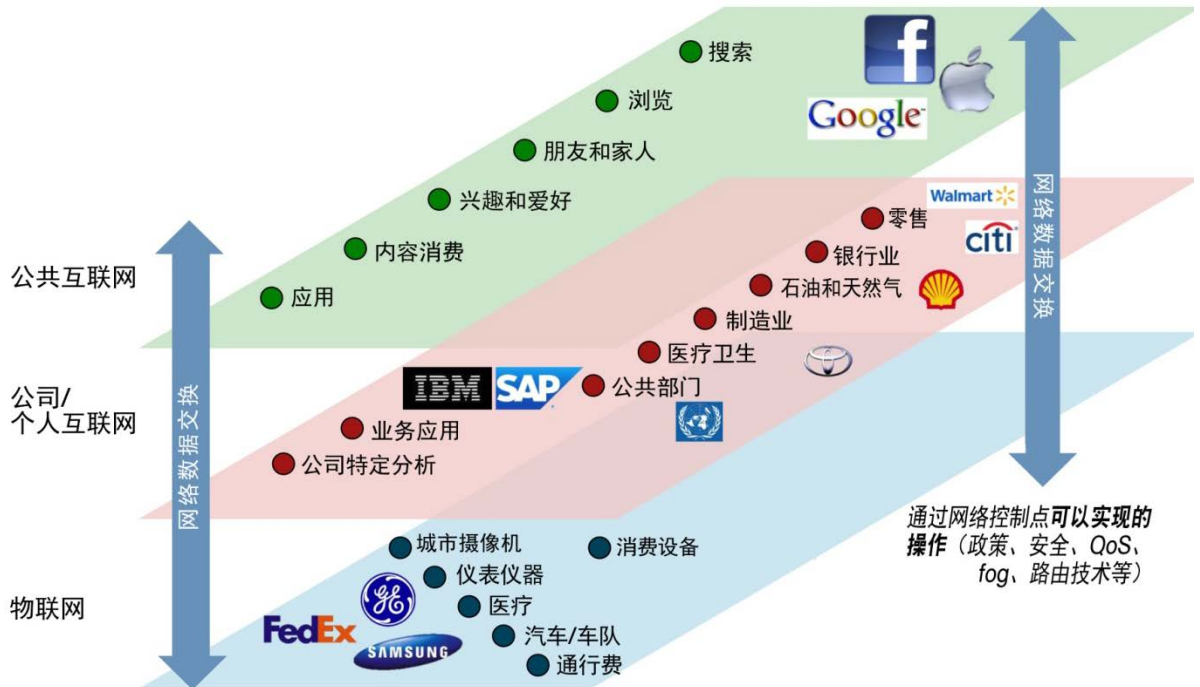 搜索
浏览
朋友和家人
兴趣和爱好
内容消费
应用
公共互联网
f
Google
网络数据交换
Walmart
零售
citi
银行业
石油和天然气
制造业
医疗卫生
公共部门
IBM
SAP
业务应用
公司特定分析
公司/
个人互联网
网络数据交换
城市摄像机
消费设备
仪表仪器
医疗
汽车/车队
通行费
物联网
GE
FedEx
SAMSUNG
通过网络控制点可以实现的
操作（政策、安全、QoS、
fog、路由技术等）